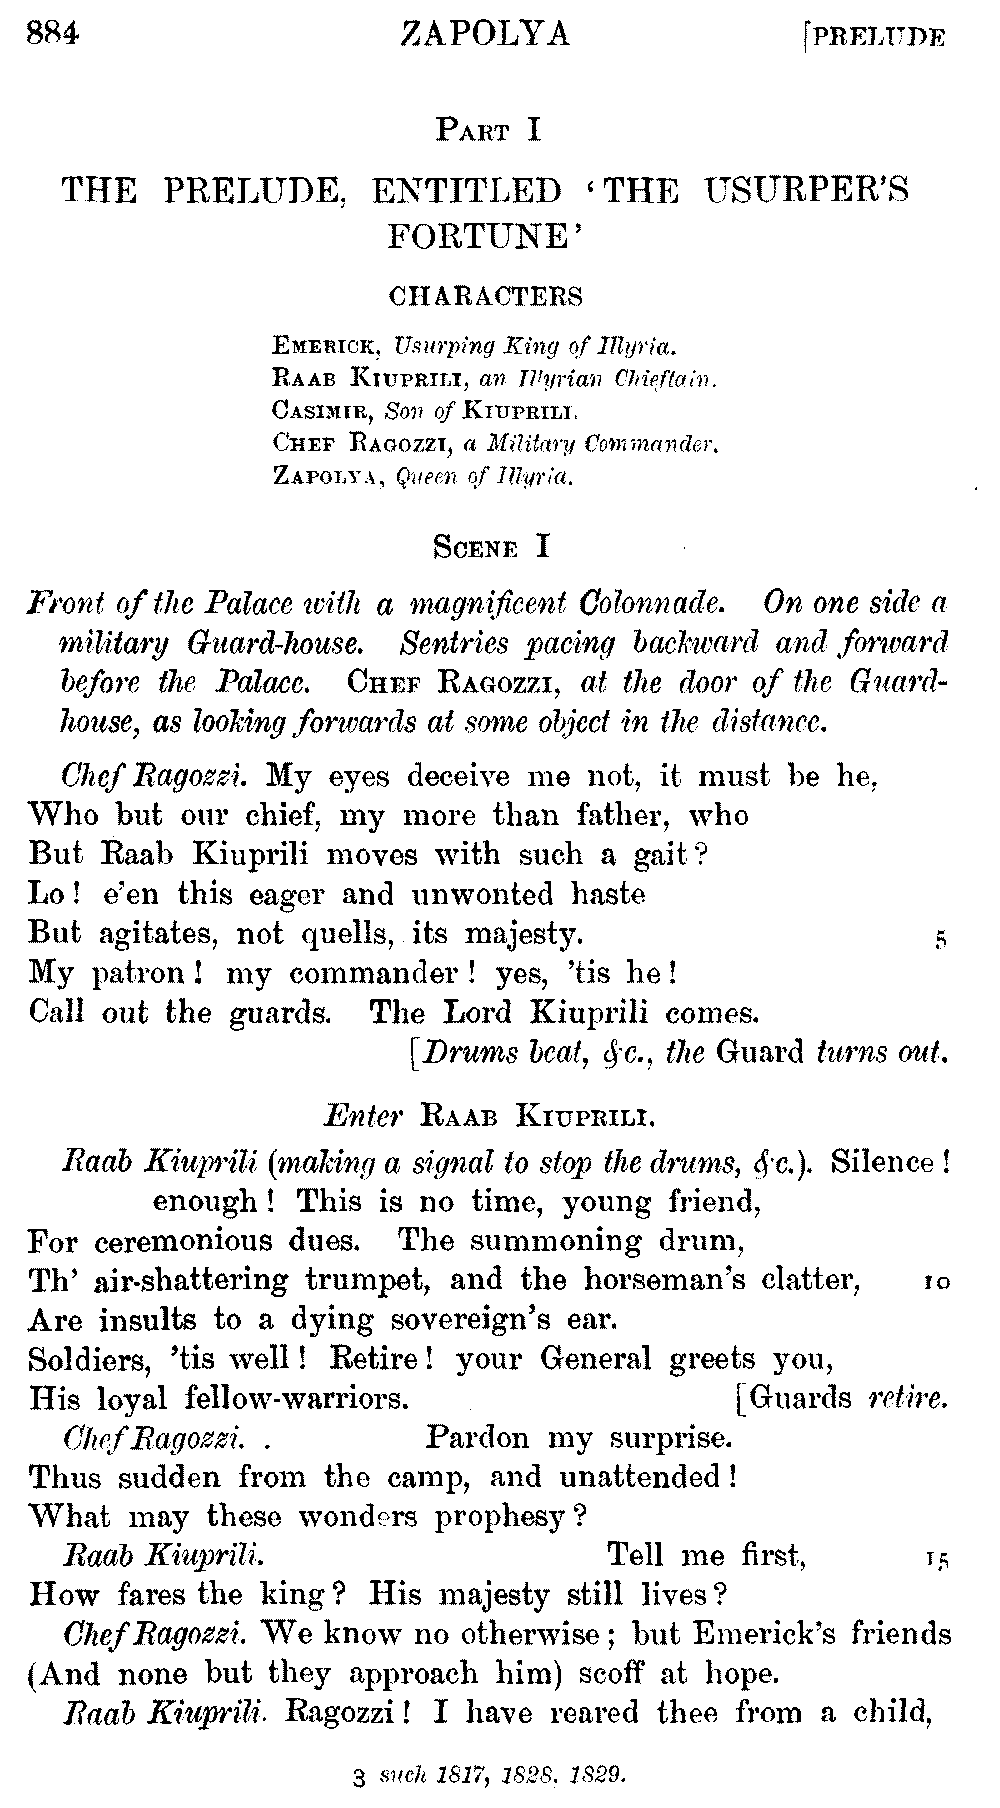 884 ZAPOLYA [PRELUDE
PART I
THE PRELUDE, ENTITLED ‘THE USURPER’S
FORTUNE’
CHARACTERS
EMERICK, Usurping King of Illyria.
RAAB KIUPRILI, an Illyrian Chieftain.
CASIMIR, Son of KIUPRILI.
CHEF RAGOZZI, a Military Commander.
ZAPOLYA, Queen of Illyria.
SCENE I
Front of the Palace with a magnificent Colonnade. On one side a
military Guard-house. Sentries pacing backward and forward
before the Palace. CHEF RAGOZZI, at the door of the Guard-
house, as looking forwards at some object in the distance.
Chef Ragozzi. My eyes deceive me not, it must be he,
Who but our chief, my more than father, who
But Raab Kiuprili moves with such a gait?
Lo! e’en this eager and unwonted haste
But agitates, not quells, its majesty. 5
My patron! my commander! yes, ’tis he!
Call out the guards. The Lord Kiuprili comes.
[Drums beat, &c., the Guard turns out.
Enter RAAB KIUPRILI.
Raab Kiuprili (making a signal to stop the drums, &c.). Silence!
enough! This is no time, young friend,
For ceremonious dues. The summoning drum,
Th’ air-shattering trumpet, and the horseman’s clatter, 10
Are insults to a dying sovereign’s ear.
Soldiers, ’tis well! Retire! your General greets you,
His loyal fellow-warriors. [Guards retire.
Chef Ragozzi. Pardon my surprise.
Thus sudden from the camp, and unattended!
What may these wonders prophesy?
Raab Kiuprili. Tell me first, 15
How fares the king? His majesty still lives?
Chef Ragozzi. We know no otherwise; but Emerick’s friends
(And none but they approach him) scoff at hope.
Raab Kiuprili. Ragozzi! I have reared thee from a child,
3 such 1817, 1828, 1829.